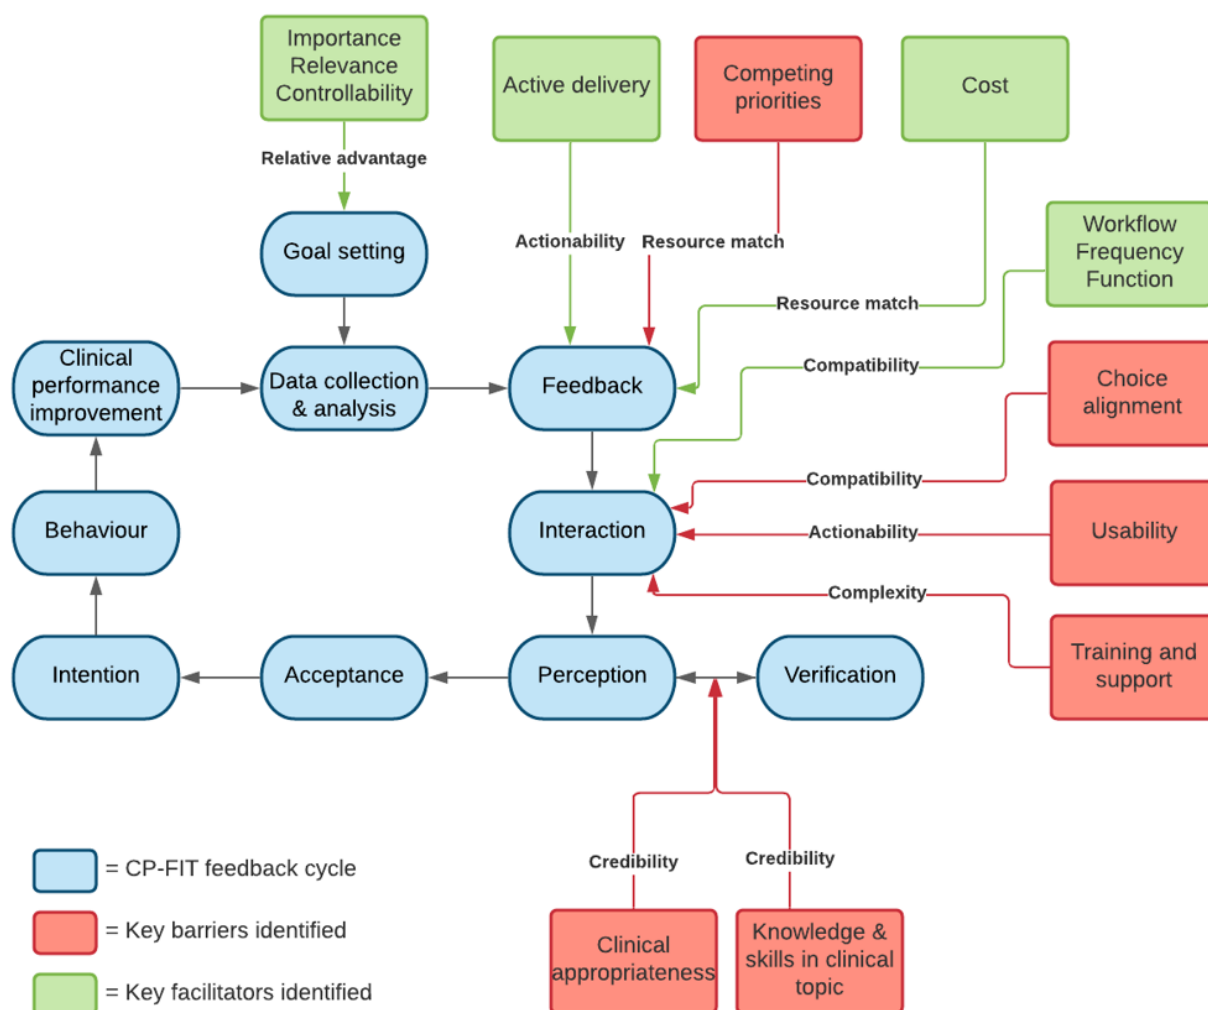 Importance
Relevance
Controllability
Active delivery
Competing
priorities
Cost
Relative advantage
Workflow
Frequency
Function
Goal setting
Actionability
Resource match
Resource match
Clinical
performance
improvement
Data collection
& analysis
Feedback
Compatibility
Choice
alignment
Compatibility
Behaviour
Interaction
Actionability
Usability
Complexity
Intention
Acceptance
Perception
Verification
Training and
support
Credibility
Credibility
= CP-FIT feedback cycle
= Key barriers identified
= Key facilitators identified
Clinical
appropriateness
Knowledge &
skills in clinical
topic